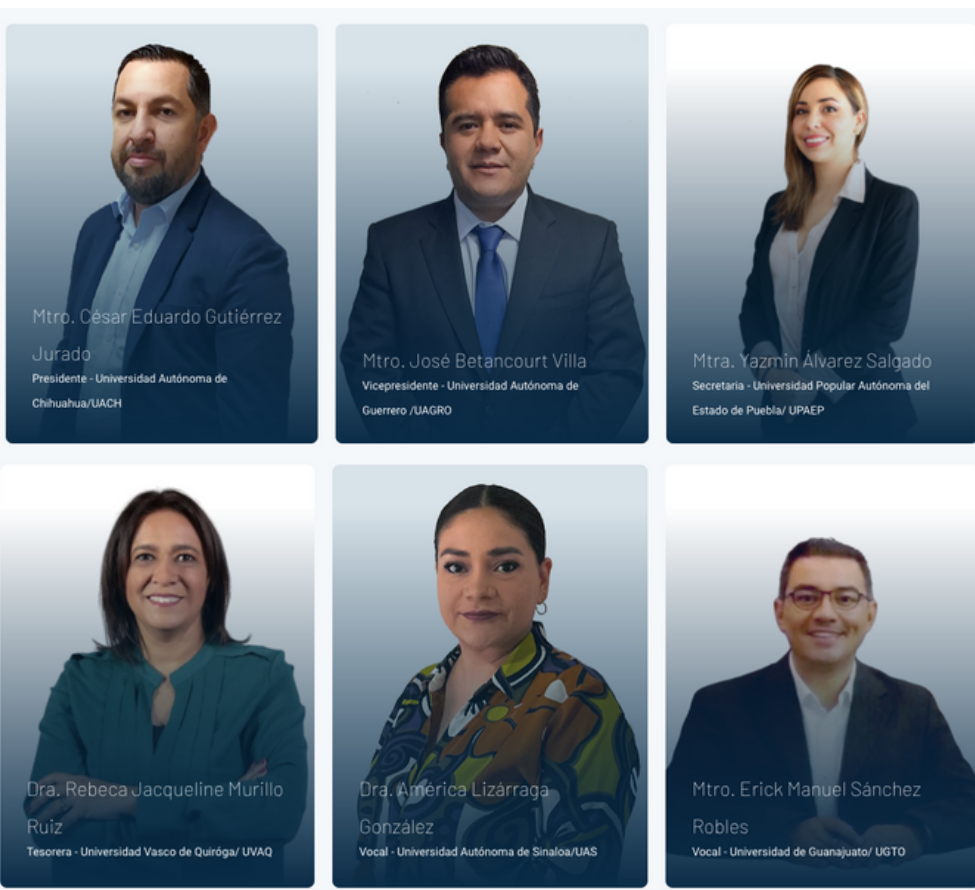 Mtro. César Eduardo Gutiérrez
Jurado
Presidente - Universidad Autónoma de
Chihuahua/UACH
Mtro. José Betancourt Villa
Vicepresidente - Universidad Autónoma de
Guerrero /UAGRO
Mtra. Yazmin Álvarez Salgado
Secretaria - Universidad Popular Autónoma del
Estado de Puebla/ UPAEP
Dra. Rebeca Jacqueline Murillo
Ruiz
Tesorera - Universidad Vasco de Quiróga/ UVAQ
Dra. América Lizárraga
González
Vocal - Universidad Autónoma de Sinaloa/UAS
Mtro. Erick Manuel Sánchez
Robles
Vocal - Universidad de Guanajuato/ UGTO